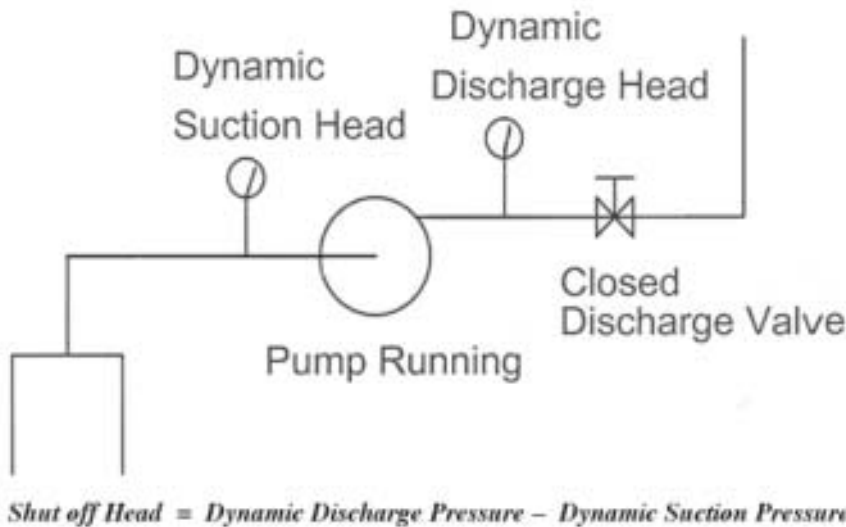 Dynamic
Suction Head
Dynamic
Discharge Head
Closed
Discharge Valve
Pump Running
Shut off Head = Dynamic Discharge Pressure – Dynamic Suction Pressure